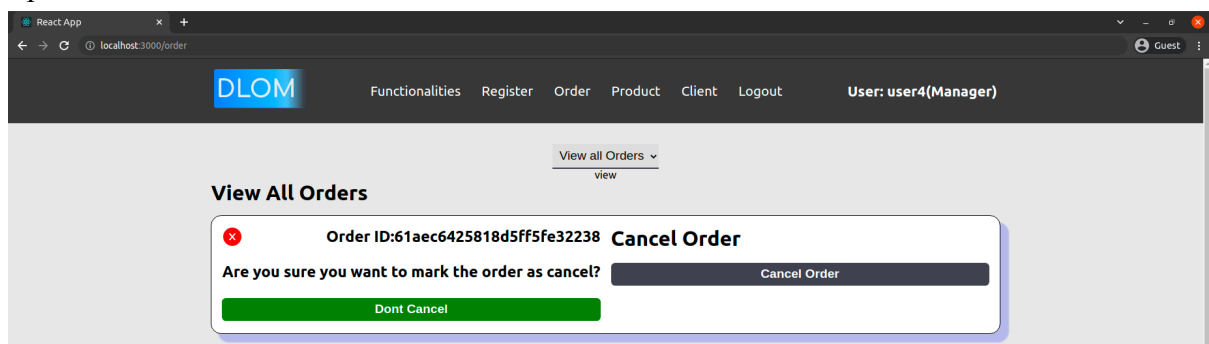 React App
localhost:3000/order
Guest
DLOM
Functionalities Register Order Product Client Logout User: user4(Manager)
View all Orders
view
View All Orders
Order ID:61aec6425818d5ff5fe32238
Cancel Order
Are you sure you want to mark the order as cancel?
Cancel Order
Dont Cancel